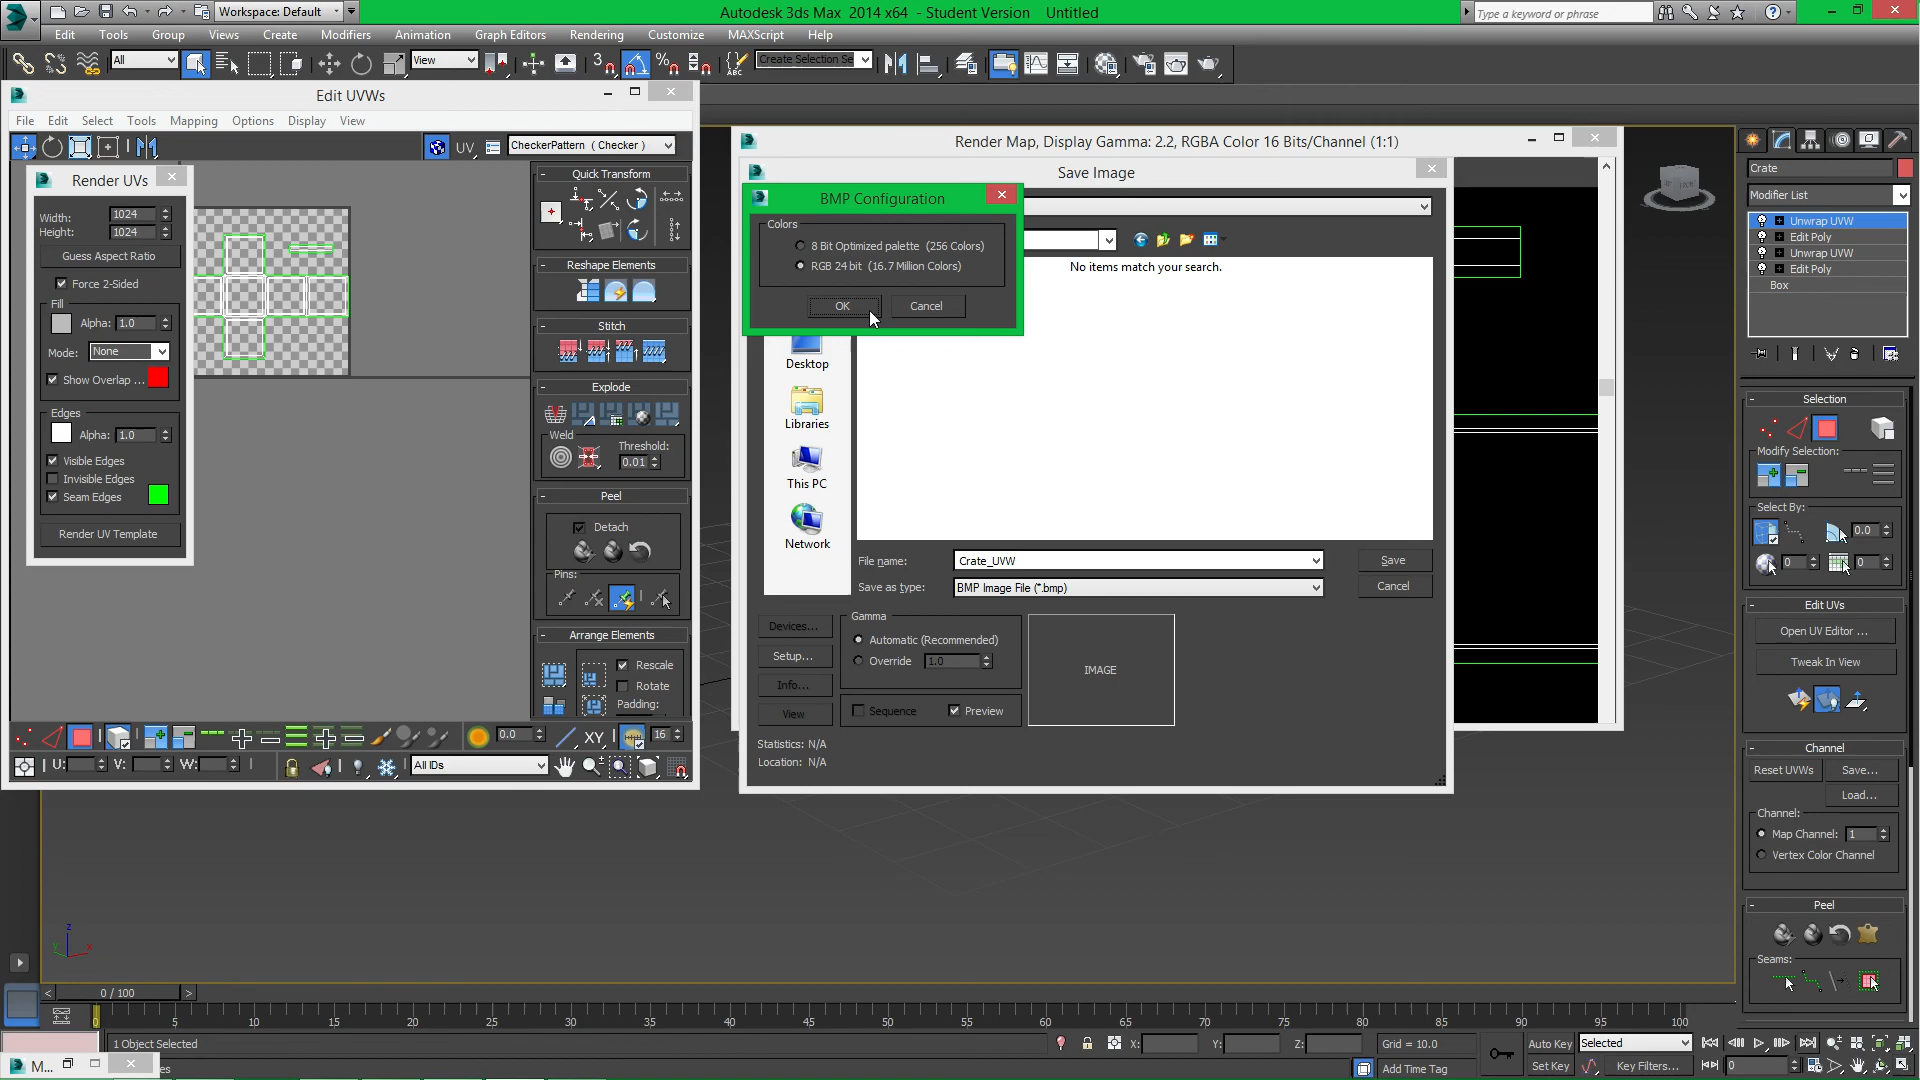 Workspace: Default
Autodesk 3ds Max 2014 x64 - Student Version Untitled
Type a keyword or phrase
Edit Tools Group Views Create Modifiers Animation Graph Editors Rendering Customize MAXScript Help
All
View
Create Selection Se
Edit UVWs
File Edit Select Tools Mapping Options Display View
UV
CheckerPattern ( Checker )
Render UVs
Width: 1024
Height: 1024
Guess Aspect Ratio
Force 2-Sided
Fill
Alpha: 1.0
Mode: None
Show Overlap ...
Edges
Alpha: 1.0
Visible Edges
Invisible Edges
Seam Edges
Render UV Template
Quick Transform
Reshape Elements
Stitch
Explode
Weld
Threshold:
0.01
Peel
Detach
Pins:
Arrange Elements
Rescale
Rotate
Padding:
0.0
XY
16
U: V: W:
All IDs
Render Map, Display Gamma: 2.2, RGBA Color 16 Bits/Channel (1:1)
Save Image
BMP Configuration
Colors
8 Bit Optimized palette (256 Colors)
RGB 24 bit (16.7 Million Colors)
OK
Cancel
No items match your search.
Desktop
Libraries
This PC
Network
File name: Crate_UVW
Save
Save as type: BMP Image File (*.bmp)
Cancel
Devices...
Setup...
Info...
View
Gamma
Automatic (Recommended)
Override 1.0
Sequence
Preview
IMAGE
Statistics: N/A
Location: N/A
Crate
Modifier List
Unwrap UVW
Edit Poly
Unwrap UVW
Edit Poly
Box
Selection
Modify Selection:
Select By:
0.0
0
0
Edit UVs
Open UV Editor ...
Tweak In View
Channel
Reset UVWs
Save...
Load...
Channel:
Map Channel: 1
Vertex Color Channel
Peel
Seams:
z
y
x
0 / 100
5 10 15 20 25 30 35 40 45 50 55 60 65 70 75 80 85 90 95 100
1 Object Selected
X: Y: Z:
Grid = 10.0
Auto Key
Selected
M...
Add Time Tag
Set Key
Key Filters...
0